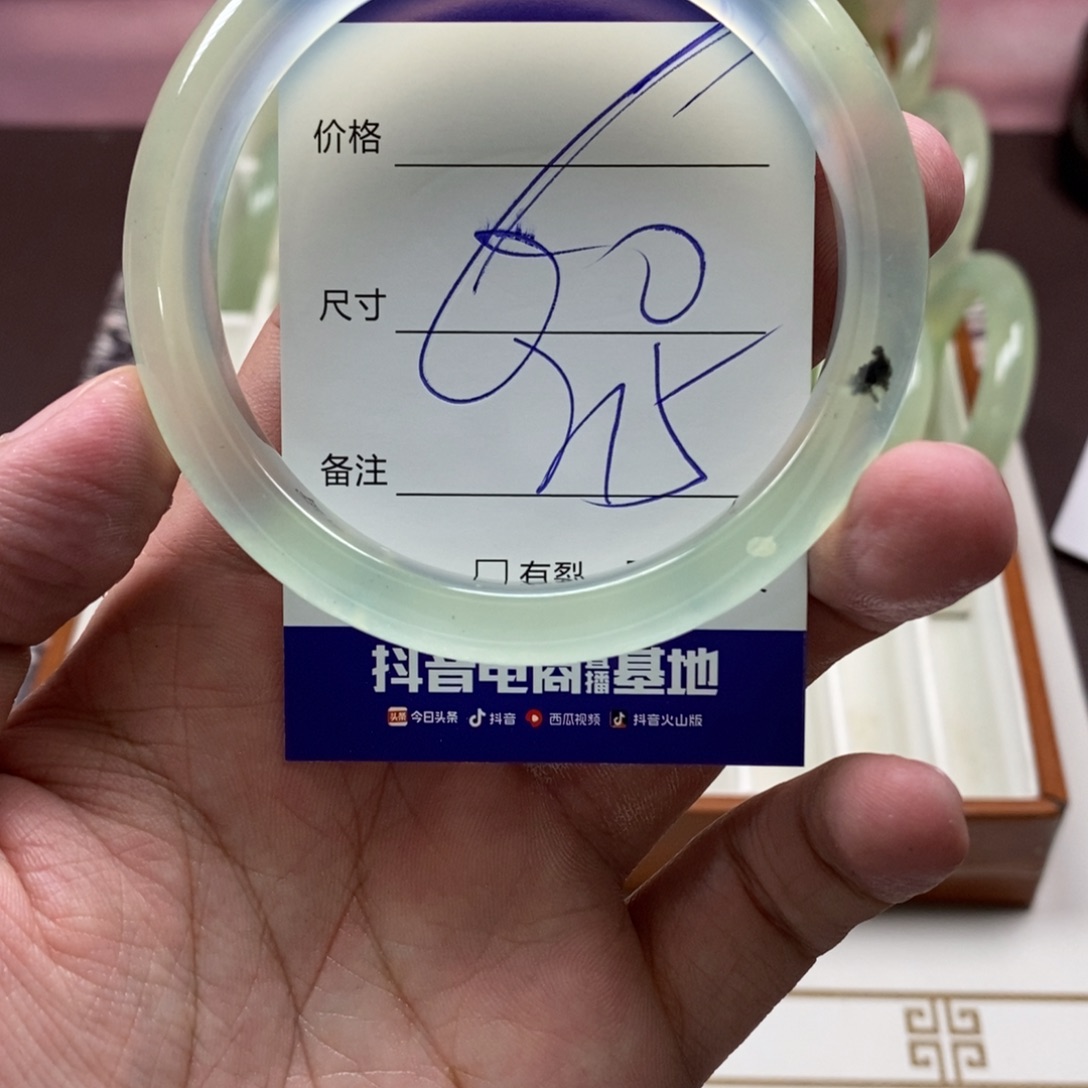 价格
尺寸
备注
口有裂
抖音电商直播基地
今日头条 抖音 西瓜视频 抖音火山版